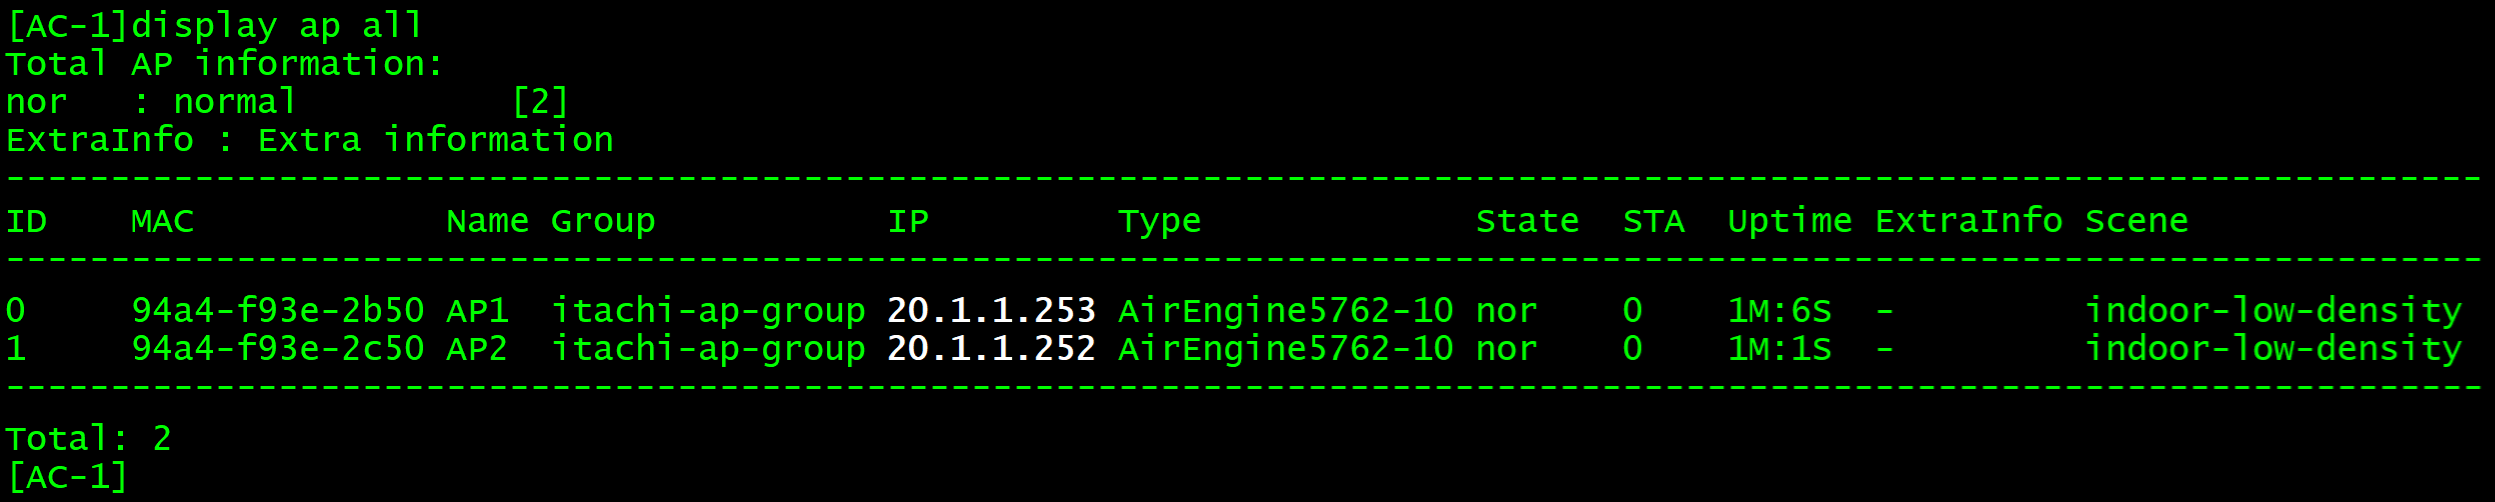 [AC-1]display ap all
Total AP information:
nor   : normal          [2]
ExtraInfo : Extra information
----------------------------------------------------------------------------------------------------------------------
ID    MAC            Name Group           IP         Type             State  STA  Uptime ExtraInfo Scene
----------------------------------------------------------------------------------------------------------------------
0     94a4-f93e-2b50 AP1  itachi-ap-group 20.1.1.253 AirEngine5762-10 nor    0    1M:6S  -         indoor-low-density
1     94a4-f93e-2c50 AP2  itachi-ap-group 20.1.1.252 AirEngine5762-10 nor    0    1M:1S  -         indoor-low-density
----------------------------------------------------------------------------------------------------------------------
Total: 2
[AC-1]